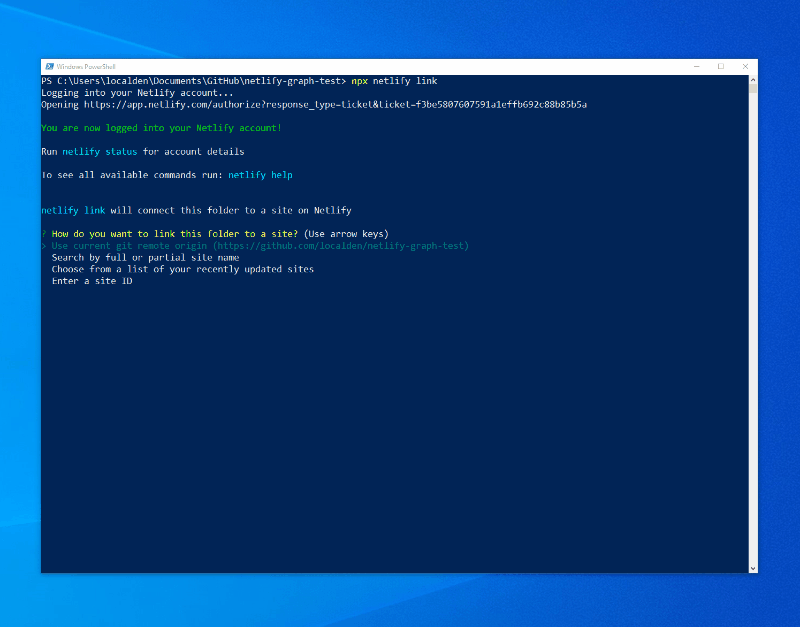 Windows PowerShell
PS C:\Users\localden\Documents\GitHub\netlify-graph-test> npx netlify link
Logging into your Netlify account...
Opening https://app.netlify.com/authorize?response_type=ticket&ticket=f3be5807607591a1effb692c88b85b5a
You are now logged into your Netlify account!
Run netlify status for account details
To see all available commands run: netlify help
netlify link will connect this folder to a site on Netlify
? How do you want to link this folder to a site? (Use arrow keys)
> Use current git remote origin (https://github.com/localden/netlify-graph-test)
Search by full or partial site name
Choose from a list of your recently updated sites
Enter a site ID